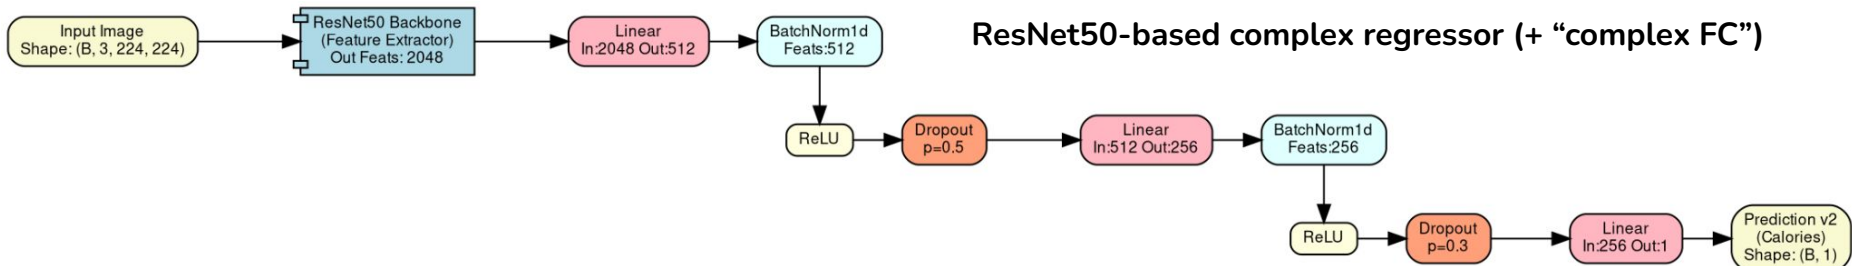 Input Image
Shape: (B, 3, 224, 224)
ResNet50 Backbone
(Feature Extractor)
Out Feats: 2048
Linear
In:2048 Out:512
BatchNorm1d
Feats:512
ResNet50-based complex regressor (+ “complex FC”)
ReLU
Dropout
p=0.5
Linear
In:512 Out:256
BatchNorm1d
Feats:256
ReLU
Dropout
p=0.3
Linear
In:256 Out:1
Prediction v2
(Calories)
Shape: (B, 1)